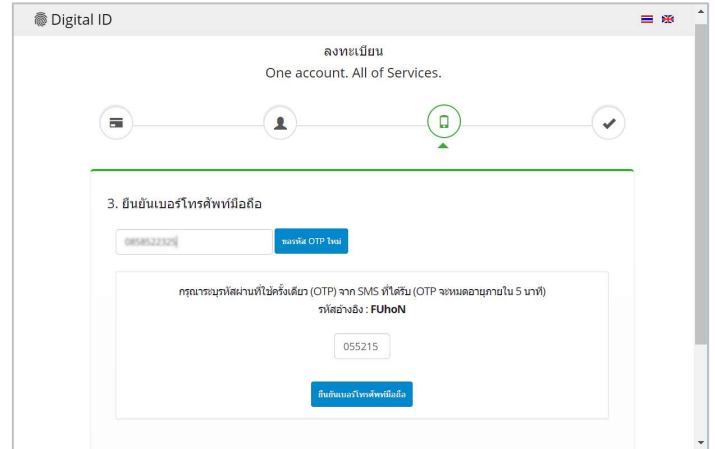 Digital ID
ลงทะเบียน
One account. All of Services.
3. ยืนยันเบอร์โทรศัพท์มือถือ
ขอรหัส OTP ใหม่
กรุณาระบุรหัสผ่านที่ใช้ครั้งเดียว (OTP) จาก SMS ที่ได้รับ (OTP จะหมดอายุภายใน 5 นาที)
รหัสอ้างอิง : FUhoN
055215
ยืนยันเบอร์โทรศัพท์มือถือ